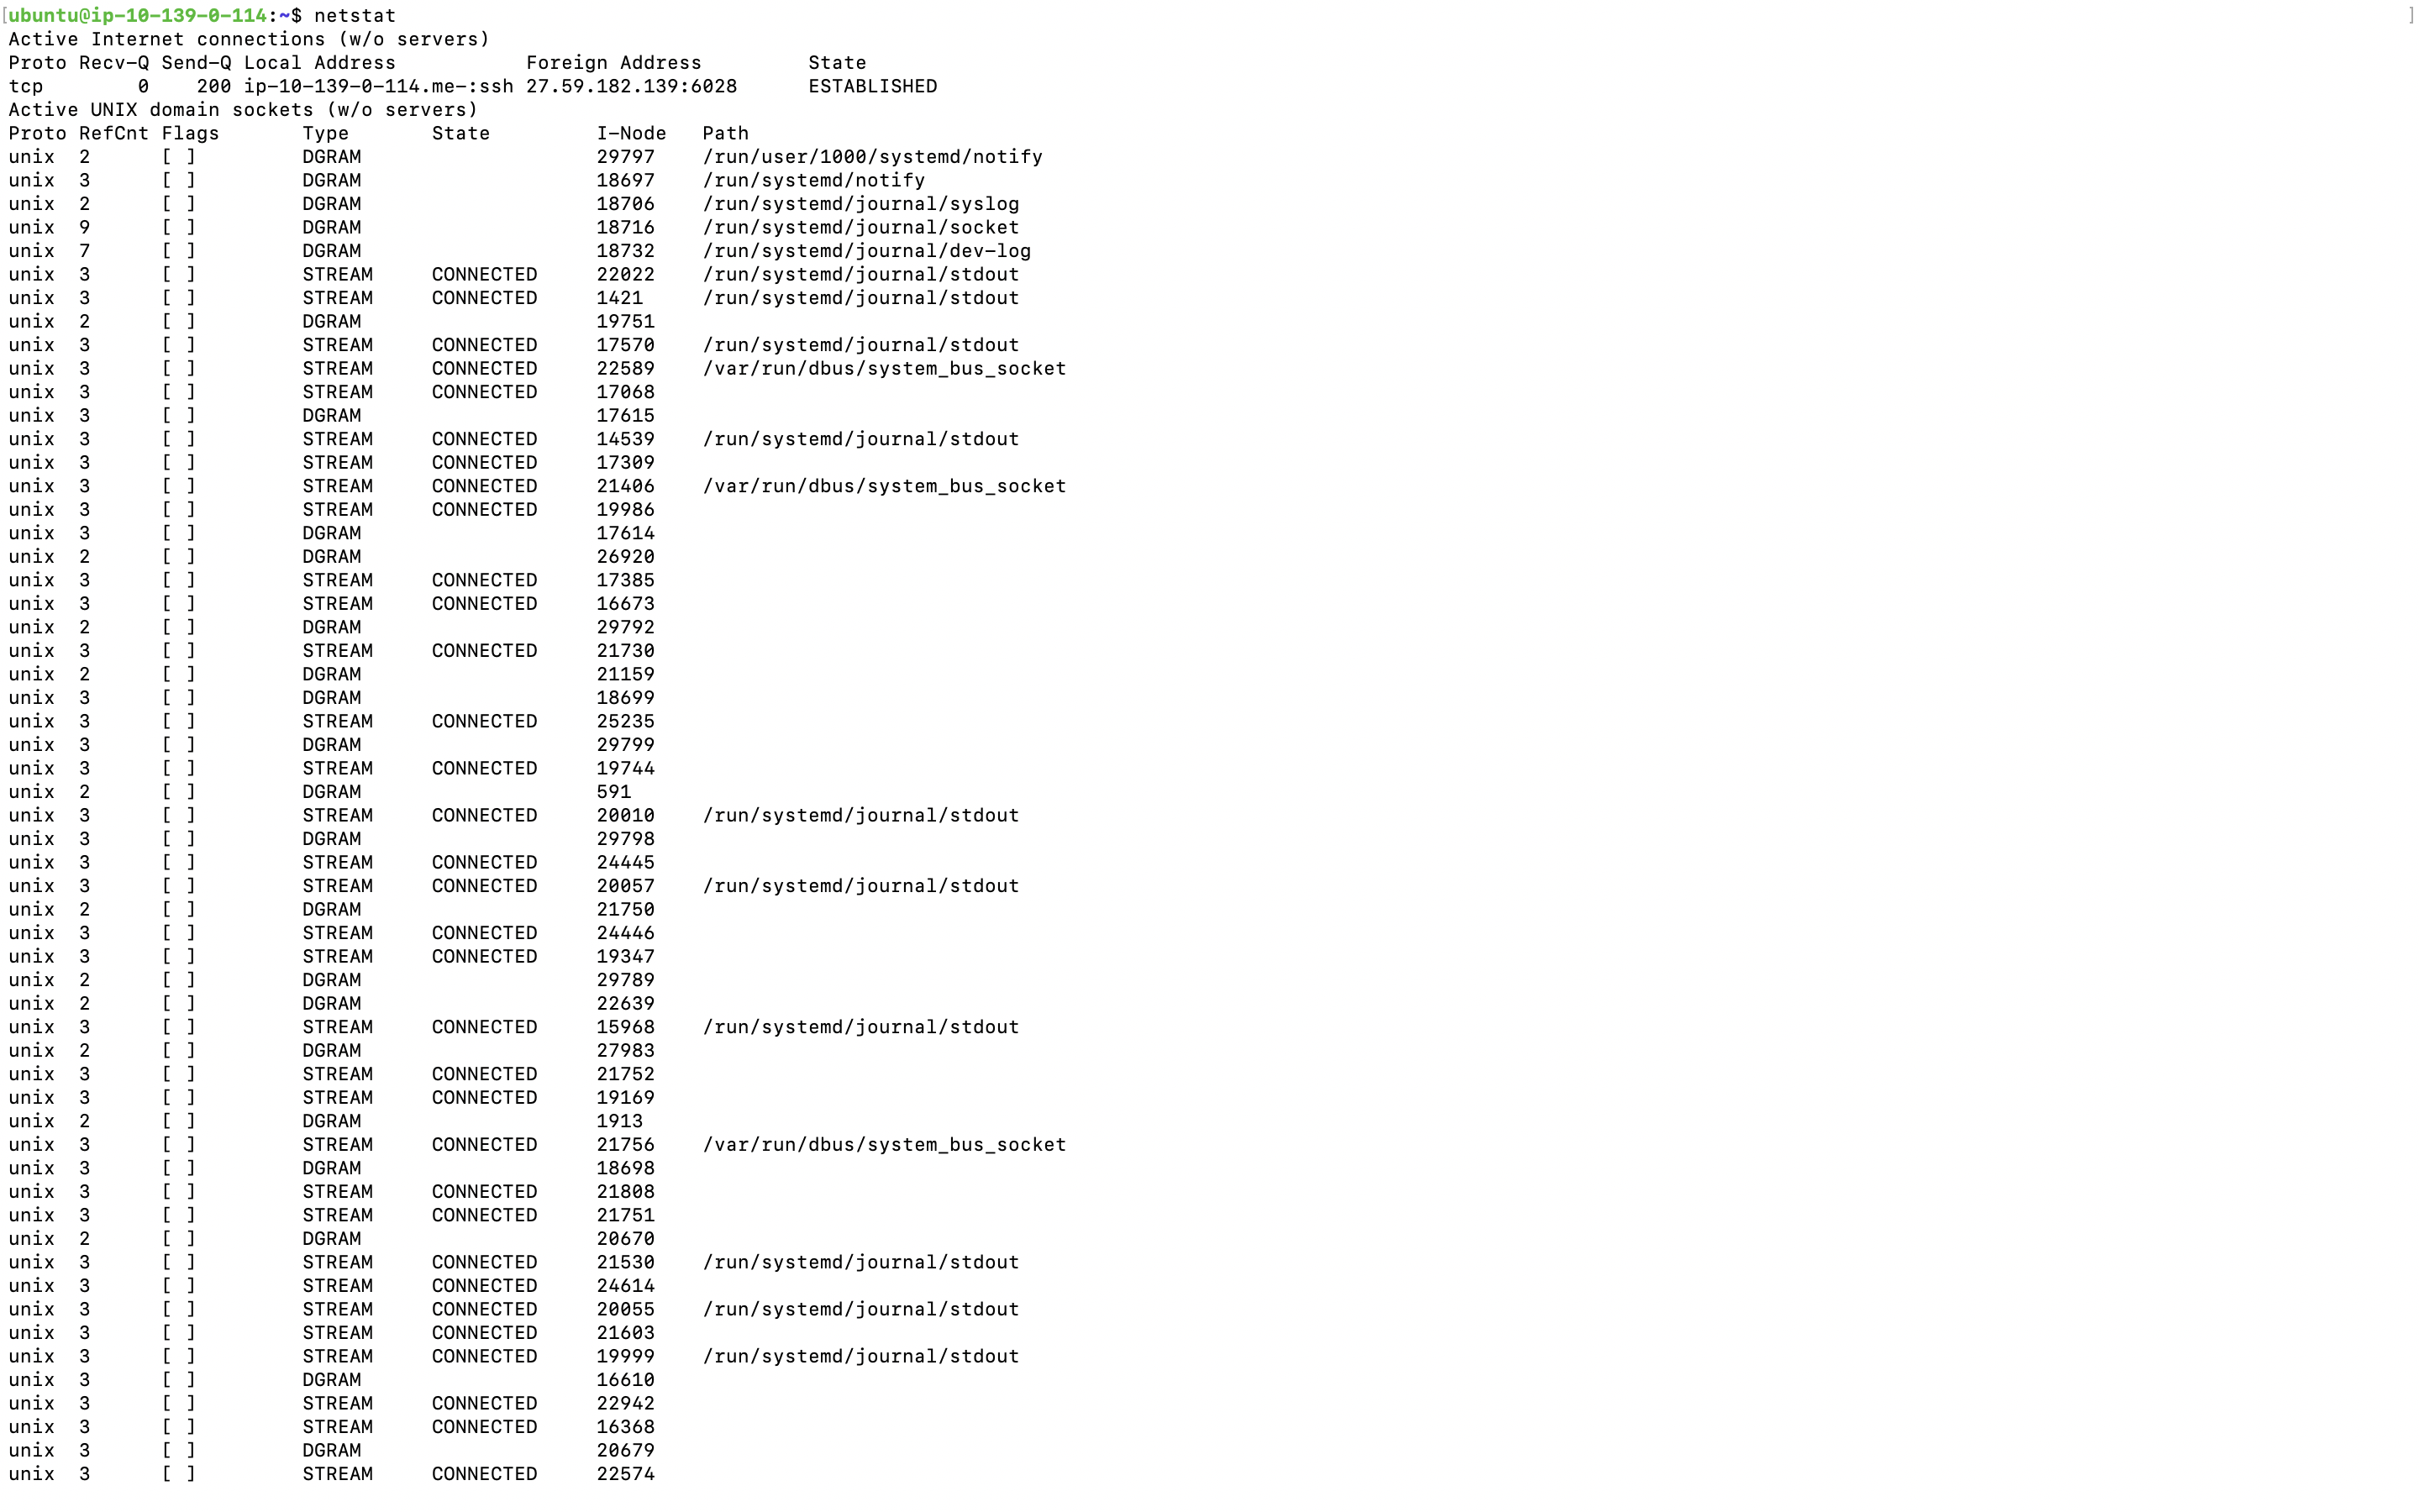 [ubuntu@ip-10-139-0-114:~$ netstat ]
Active Internet connections (w/o servers)
Proto Recv-Q Send-Q Local Address           Foreign Address         State
tcp        0    200 ip-10-139-0-114.me-:ssh 27.59.182.139:6028      ESTABLISHED
Active UNIX domain sockets (w/o servers)
Proto RefCnt Flags       Type       State         I-Node   Path
unix  2      [ ]         DGRAM                    29797    /run/user/1000/systemd/notify
unix  3      [ ]         DGRAM                    18697    /run/systemd/notify
unix  2      [ ]         DGRAM                    18706    /run/systemd/journal/syslog
unix  9      [ ]         DGRAM                    18716    /run/systemd/journal/socket
unix  7      [ ]         DGRAM                    18732    /run/systemd/journal/dev-log
unix  3      [ ]         STREAM     CONNECTED     22022    /run/systemd/journal/stdout
unix  3      [ ]         STREAM     CONNECTED     1421     /run/systemd/journal/stdout
unix  2      [ ]         DGRAM                    19751
unix  3      [ ]         STREAM     CONNECTED     17570    /run/systemd/journal/stdout
unix  3      [ ]         STREAM     CONNECTED     22589    /var/run/dbus/system_bus_socket
unix  3      [ ]         STREAM     CONNECTED     17068
unix  3      [ ]         DGRAM                    17615
unix  3      [ ]         STREAM     CONNECTED     14539    /run/systemd/journal/stdout
unix  3      [ ]         STREAM     CONNECTED     17309
unix  3      [ ]         STREAM     CONNECTED     21406    /var/run/dbus/system_bus_socket
unix  3      [ ]         STREAM     CONNECTED     19986
unix  3      [ ]         DGRAM                    17614
unix  2      [ ]         DGRAM                    26920
unix  3      [ ]         STREAM     CONNECTED     17385
unix  3      [ ]         STREAM     CONNECTED     16673
unix  2      [ ]         DGRAM                    29792
unix  3      [ ]         STREAM     CONNECTED     21730
unix  2      [ ]         DGRAM                    21159
unix  3      [ ]         DGRAM                    18699
unix  3      [ ]         STREAM     CONNECTED     25235
unix  3      [ ]         DGRAM                    29799
unix  3      [ ]         STREAM     CONNECTED     19744
unix  2      [ ]         DGRAM                    591
unix  3      [ ]         STREAM     CONNECTED     20010    /run/systemd/journal/stdout
unix  3      [ ]         DGRAM                    29798
unix  3      [ ]         STREAM     CONNECTED     24445
unix  3      [ ]         STREAM     CONNECTED     20057    /run/systemd/journal/stdout
unix  2      [ ]         DGRAM                    21750
unix  3      [ ]         STREAM     CONNECTED     24446
unix  3      [ ]         STREAM     CONNECTED     19347
unix  2      [ ]         DGRAM                    29789
unix  2      [ ]         DGRAM                    22639
unix  3      [ ]         STREAM     CONNECTED     15968    /run/systemd/journal/stdout
unix  2      [ ]         DGRAM                    27983
unix  3      [ ]         STREAM     CONNECTED     21752
unix  3      [ ]         STREAM     CONNECTED     19169
unix  2      [ ]         DGRAM                    1913
unix  3      [ ]         STREAM     CONNECTED     21756    /var/run/dbus/system_bus_socket
unix  3      [ ]         DGRAM                    18698
unix  3      [ ]         STREAM     CONNECTED     21808
unix  3      [ ]         STREAM     CONNECTED     21751
unix  2      [ ]         DGRAM                    20670
unix  3      [ ]         STREAM     CONNECTED     21530    /run/systemd/journal/stdout
unix  3      [ ]         STREAM     CONNECTED     24614
unix  3      [ ]         STREAM     CONNECTED     20055    /run/systemd/journal/stdout
unix  3      [ ]         STREAM     CONNECTED     21603
unix  3      [ ]         STREAM     CONNECTED     19999    /run/systemd/journal/stdout
unix  3      [ ]         DGRAM                    16610
unix  3      [ ]         STREAM     CONNECTED     22942
unix  3      [ ]         STREAM     CONNECTED     16368
unix  3      [ ]         DGRAM                    20679
unix  3      [ ]         STREAM     CONNECTED     22574